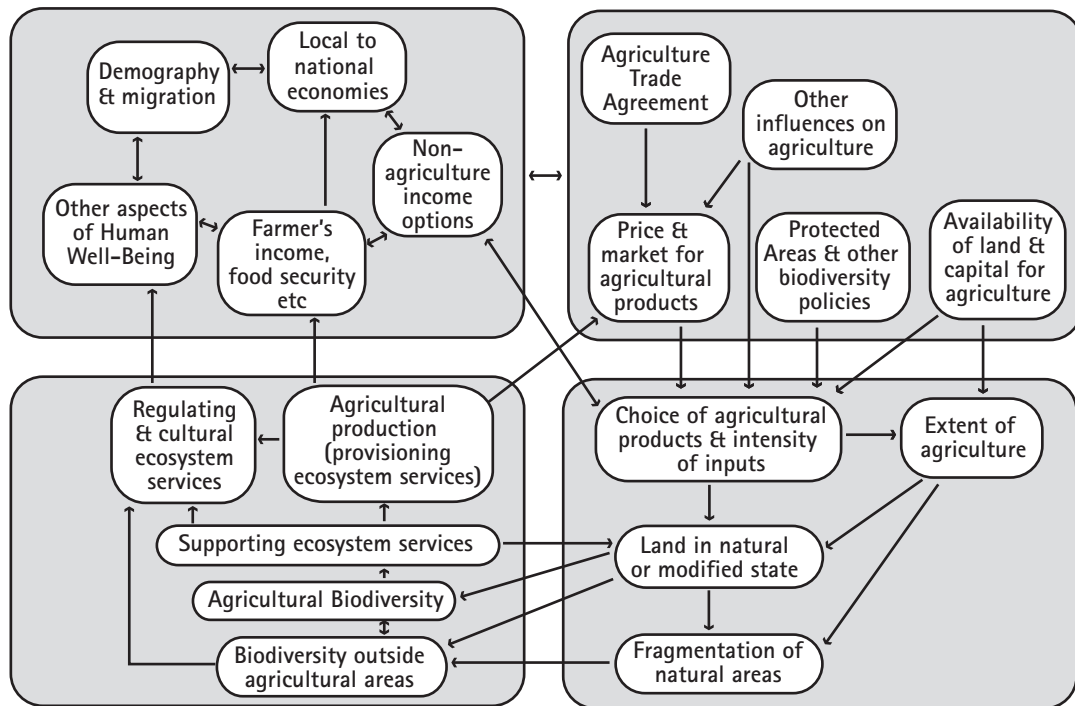 Demography
& migration
Local to
national
economies
Non-
agriculture
income
options
Other aspects
of Human
Well-Being
Farmer's
income,
food security
etc
Agriculture
Trade
Agreement
Other
influences on
agriculture
Price &
market for
agricultural
products
Protected
Areas & other
biodiversity
policies
Availability
of land &
capital for
agriculture
Regulating
& cultural
ecosystem
services
Agricultural
production
(provisioning
ecosystem services)
Supporting ecosystem services
Agricultural Biodiversity
Biodiversity outside
agricultural areas
Choice of agricultural
products & intensity
of inputs
Extent of
agriculture
Land in natural
or modified state
Fragmentation of
natural areas